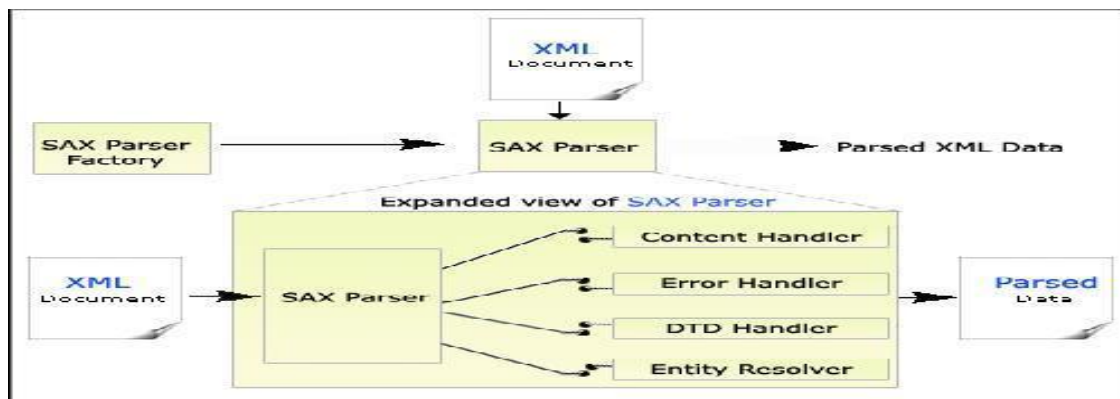 XML
Document
SAX Parser
Factory
SAX Parser
Parsed XML Data
Expanded view of SAX Parser
XML
Document
SAX Parser
Content Handler
Error Handler
DTD Handler
Entity Resolver
Parsed
Data